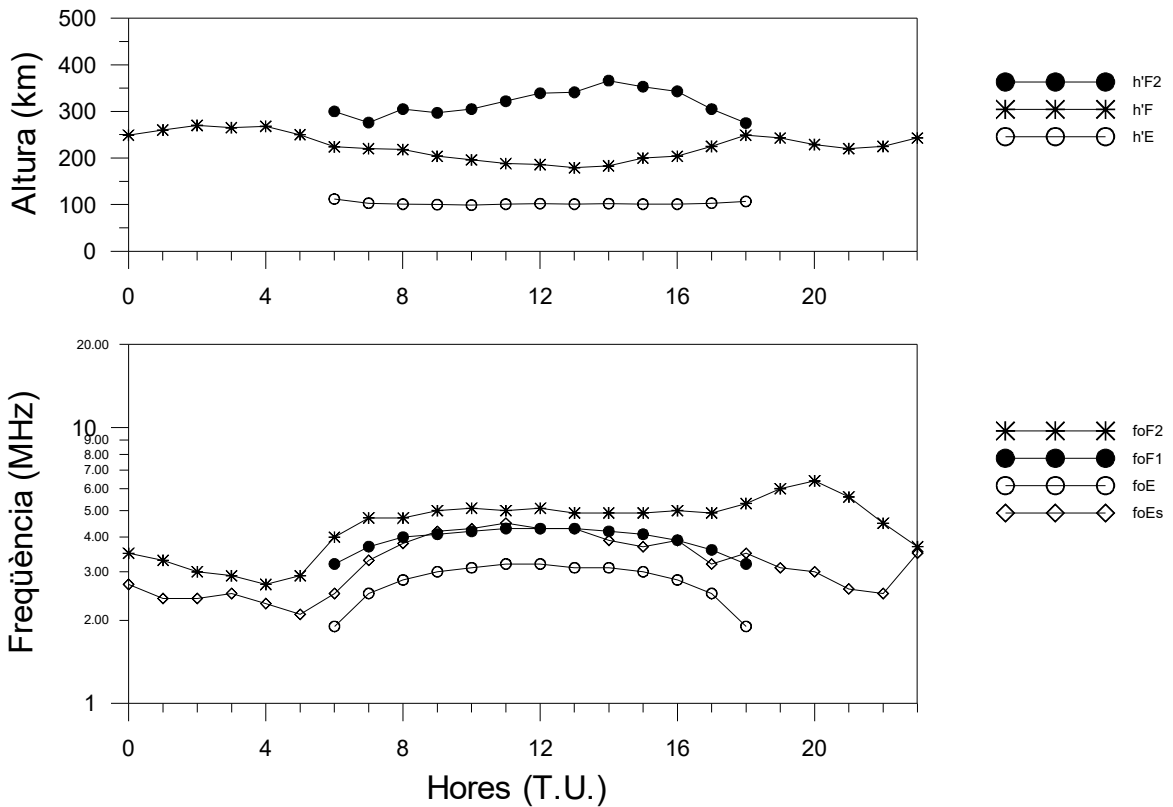 500
400
300
200
100
0
Altura (km)
0 4 8 12 16 20
h'F2
h'F
h'E
20.00
10
9.00
8.00
7.00
6.00
5.00
4.00
3.00
2.00
1
Freqüència (MHz)
0 4 8 12 16 20
Hores (T.U.)
foF2
foF1
foE
foEs